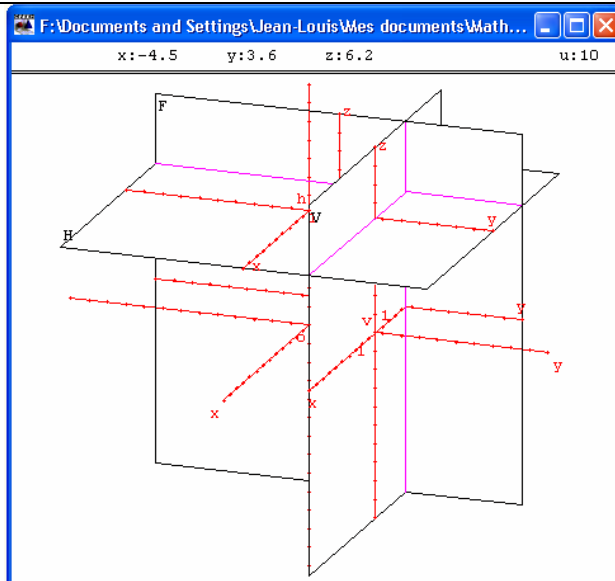 F:\Documents and Settings\Jean-Louis\Mes documents\Math...
x:-4.5 y:3.6 z:6.2 u:10
F
z
z
h
V
y
H
x
v
1
y
o
1
y
x
x